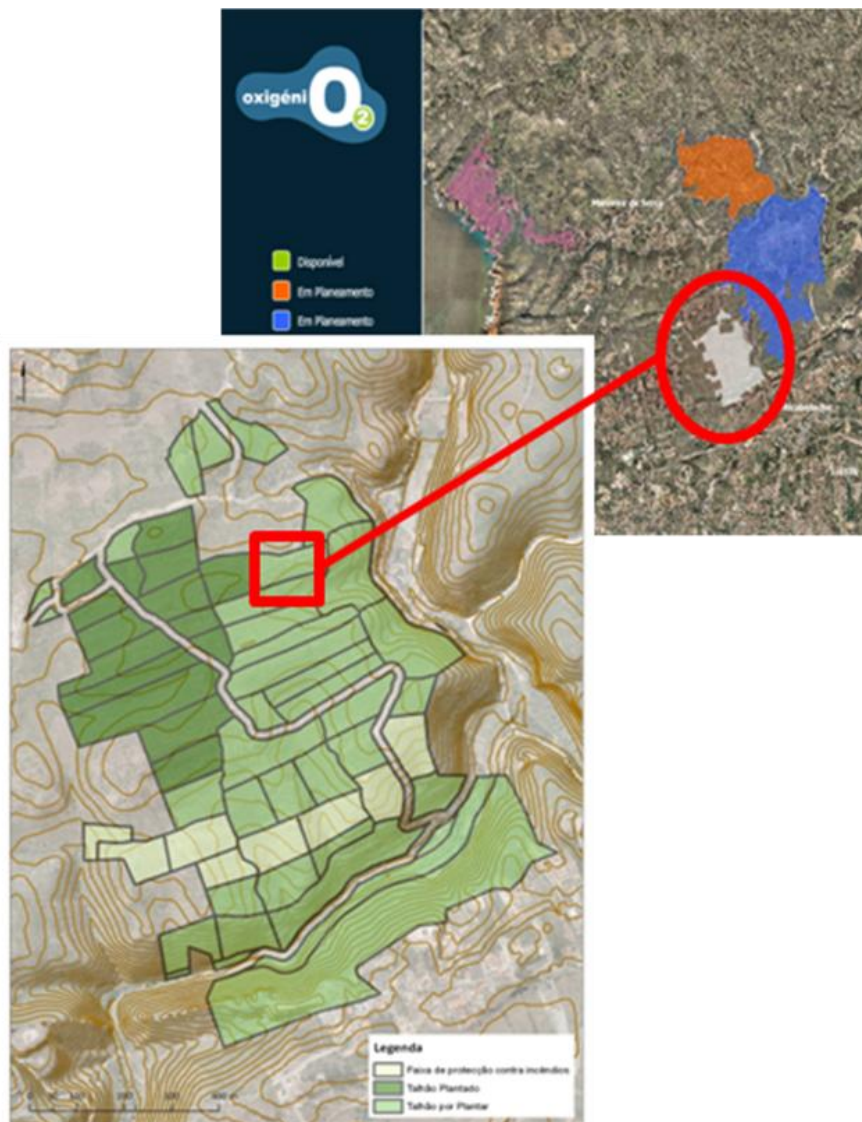 oxigéni
O
2
Disponível
Em Planeamento
Em Planeamento
Legenda
Faixa de protecção contra incêndios
Talhão Plantado
Talhão por Plantar